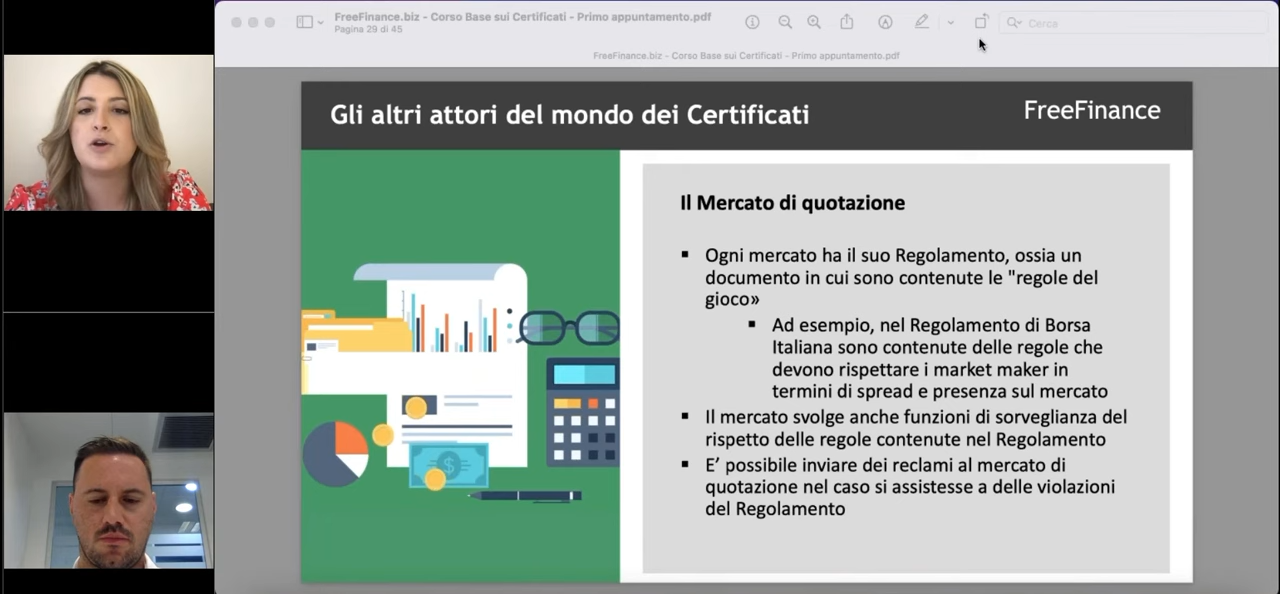 FreeFinance.biz - Corso Base sui Certificati - Primo appuntamento.pdf
Pagina 29 di 45
Cerca
FreeFinance.biz - Corso Base sui Certificati - Primo appuntamento.pdf
Gli altri attori del mondo dei Certificati
FreeFinance
Il Mercato di quotazione
▪ Ogni mercato ha il suo Regolamento, ossia un
documento in cui sono contenute le "regole del
gioco»
▪ Ad esempio, nel Regolamento di Borsa
Italiana sono contenute delle regole che
devono rispettare i market maker in
termini di spread e presenza sul mercato
▪ Il mercato svolge anche funzioni di sorveglianza del
rispetto delle regole contenute nel Regolamento
▪ E’ possibile inviare dei reclami al mercato di
quotazione nel caso si assistesse a delle violazioni
del Regolamento